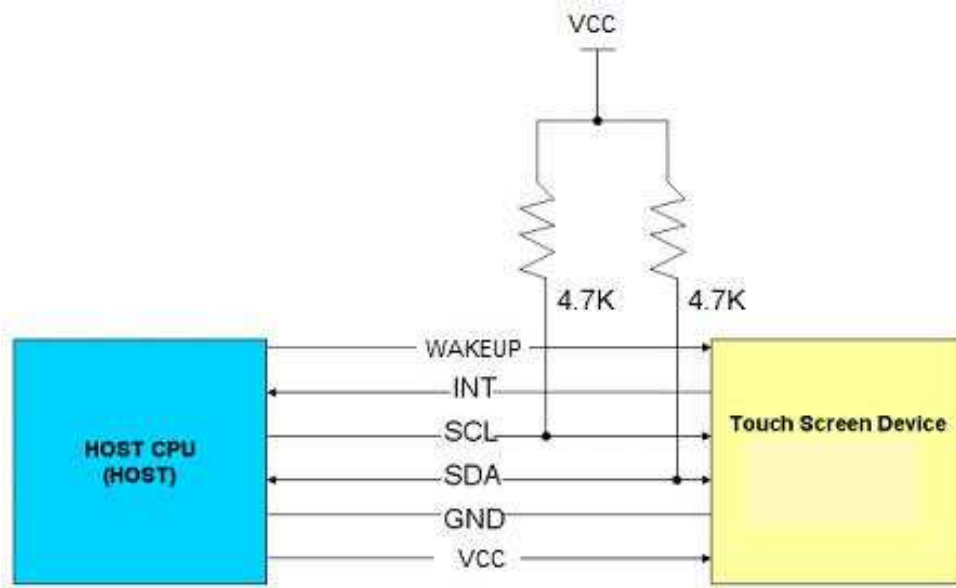 VCC
4.7K
4.7K
WAKEUP
INT
SCL
SDA
GND
VCC
HOST CPU
(HOST)
Touch Screen Device